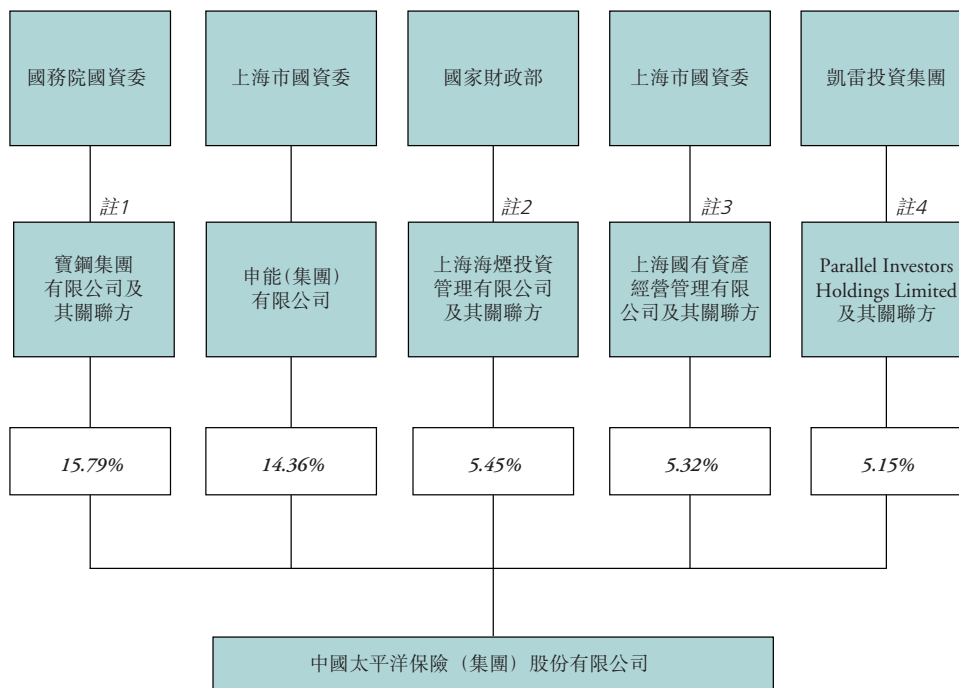 國務院國資委
上海市國資委
國家財政部
上海市國資委
凱雷投資集團
註1
註2
註3
註4
寶鋼集團
有限公司及
其關聯方
申能(集團)
有限公司
上海海煙投資
管理有限公司
及其關聯方
上海國有資產
經營管理有限
公司及其關聯方
Parallel Investors
Holdings Limited
及其關聯方
15.79%
14.36%
5.45%
5.32%
5.15%
中國太平洋保險（集團）股份有限公司